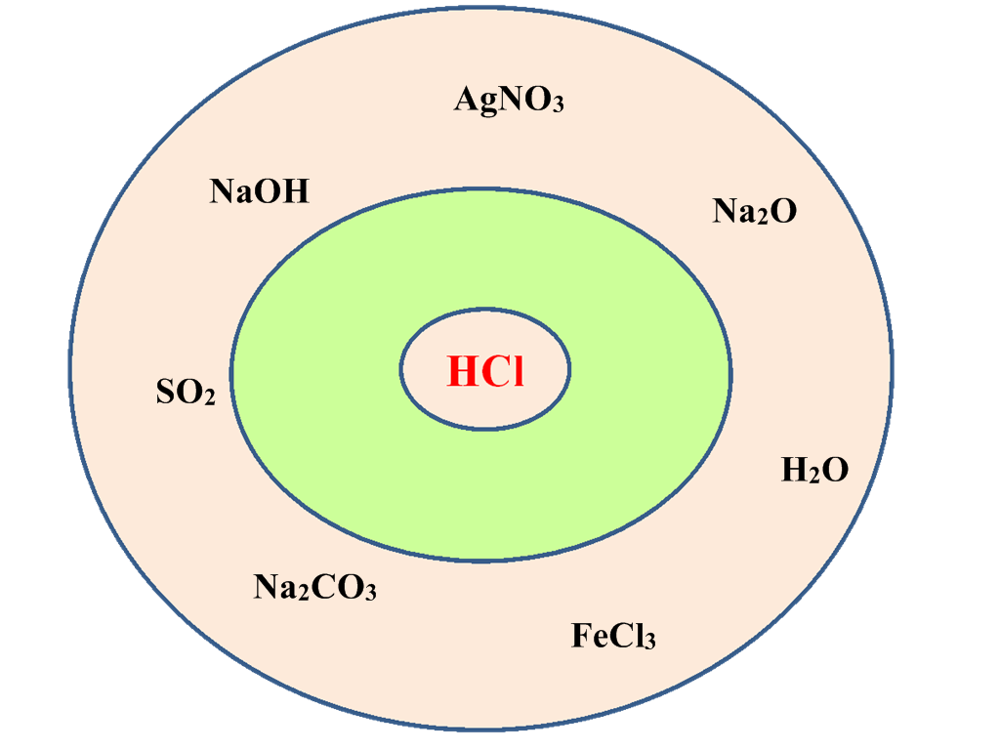 AgNO₃
NaOH
Na₂O
HCl
SO₂
H₂O
Na₂CO₃
FeCl₃